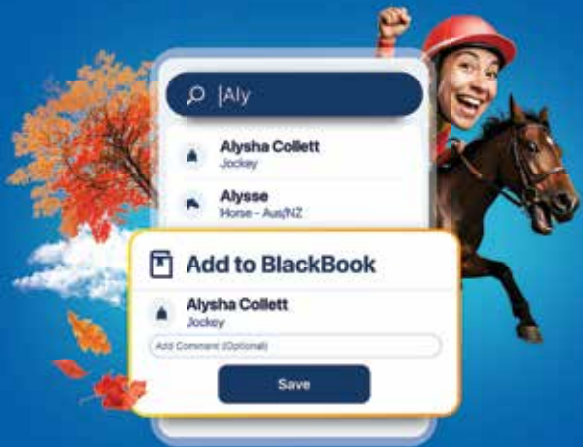 Aly
Alysha Collett
Jockey
Alysse
Horse - Aus/NZ
Add to BlackBook
Alysha Collett
Jockey
Add Comment (Optional)
Save